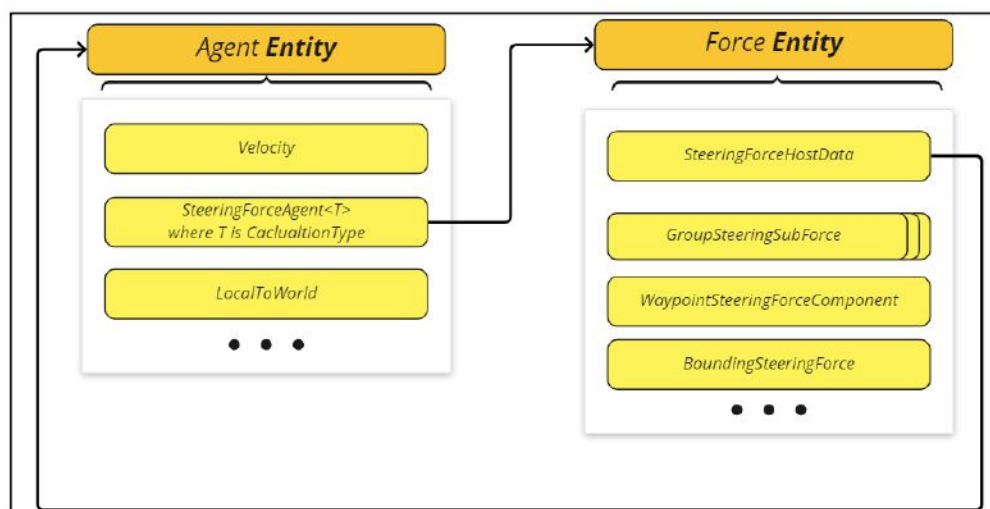 Agent Entity
Velocity
SteeringForceAgent<T>
where T is CaclualtionType
LocalToWorld
Force Entity
SteeringForceHostData
GroupSteeringSubForce
WaypointSteeringForceComponent
BoundingSteeringForce